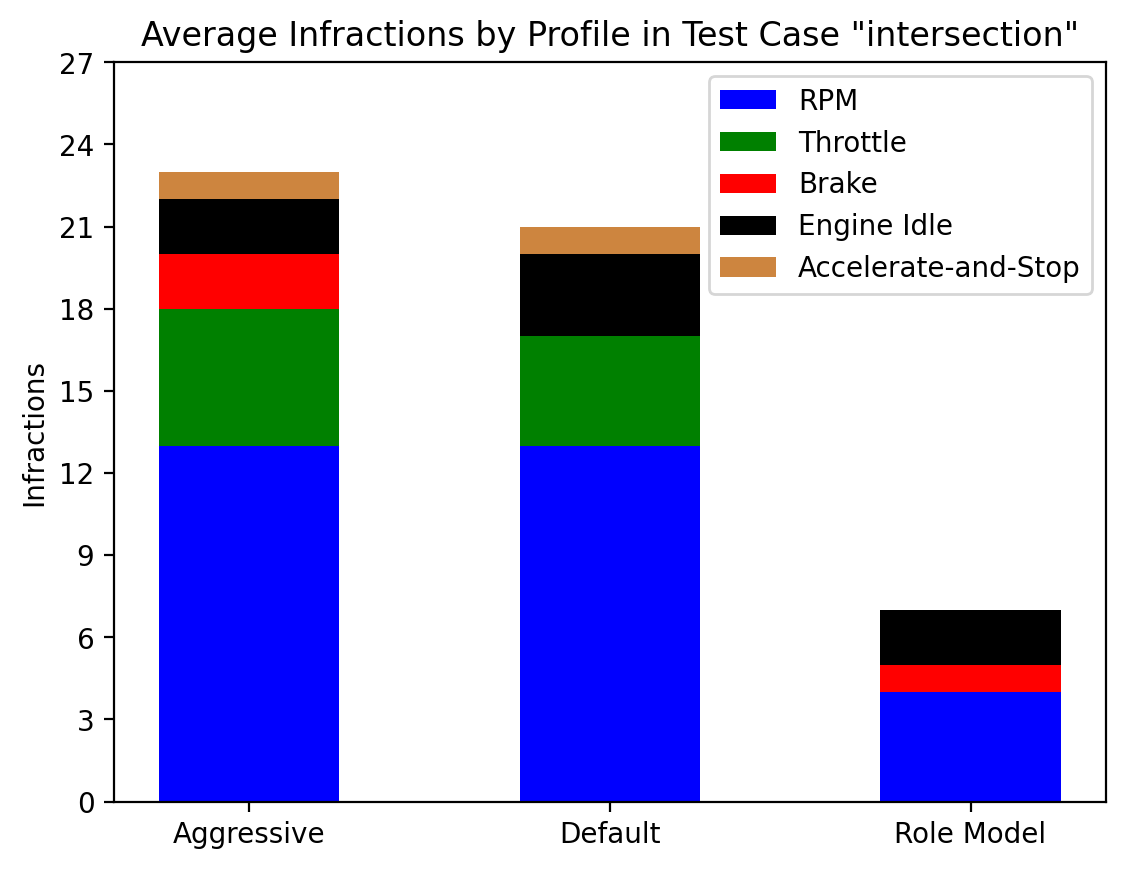 Average Infractions by Profile in Test Case "intersection"
27
24
21
18
15
12
9
6
3
0
Infractions
RPM
Throttle
Brake
Engine Idle
Accelerate-and-Stop
Aggressive
Default
Role Model